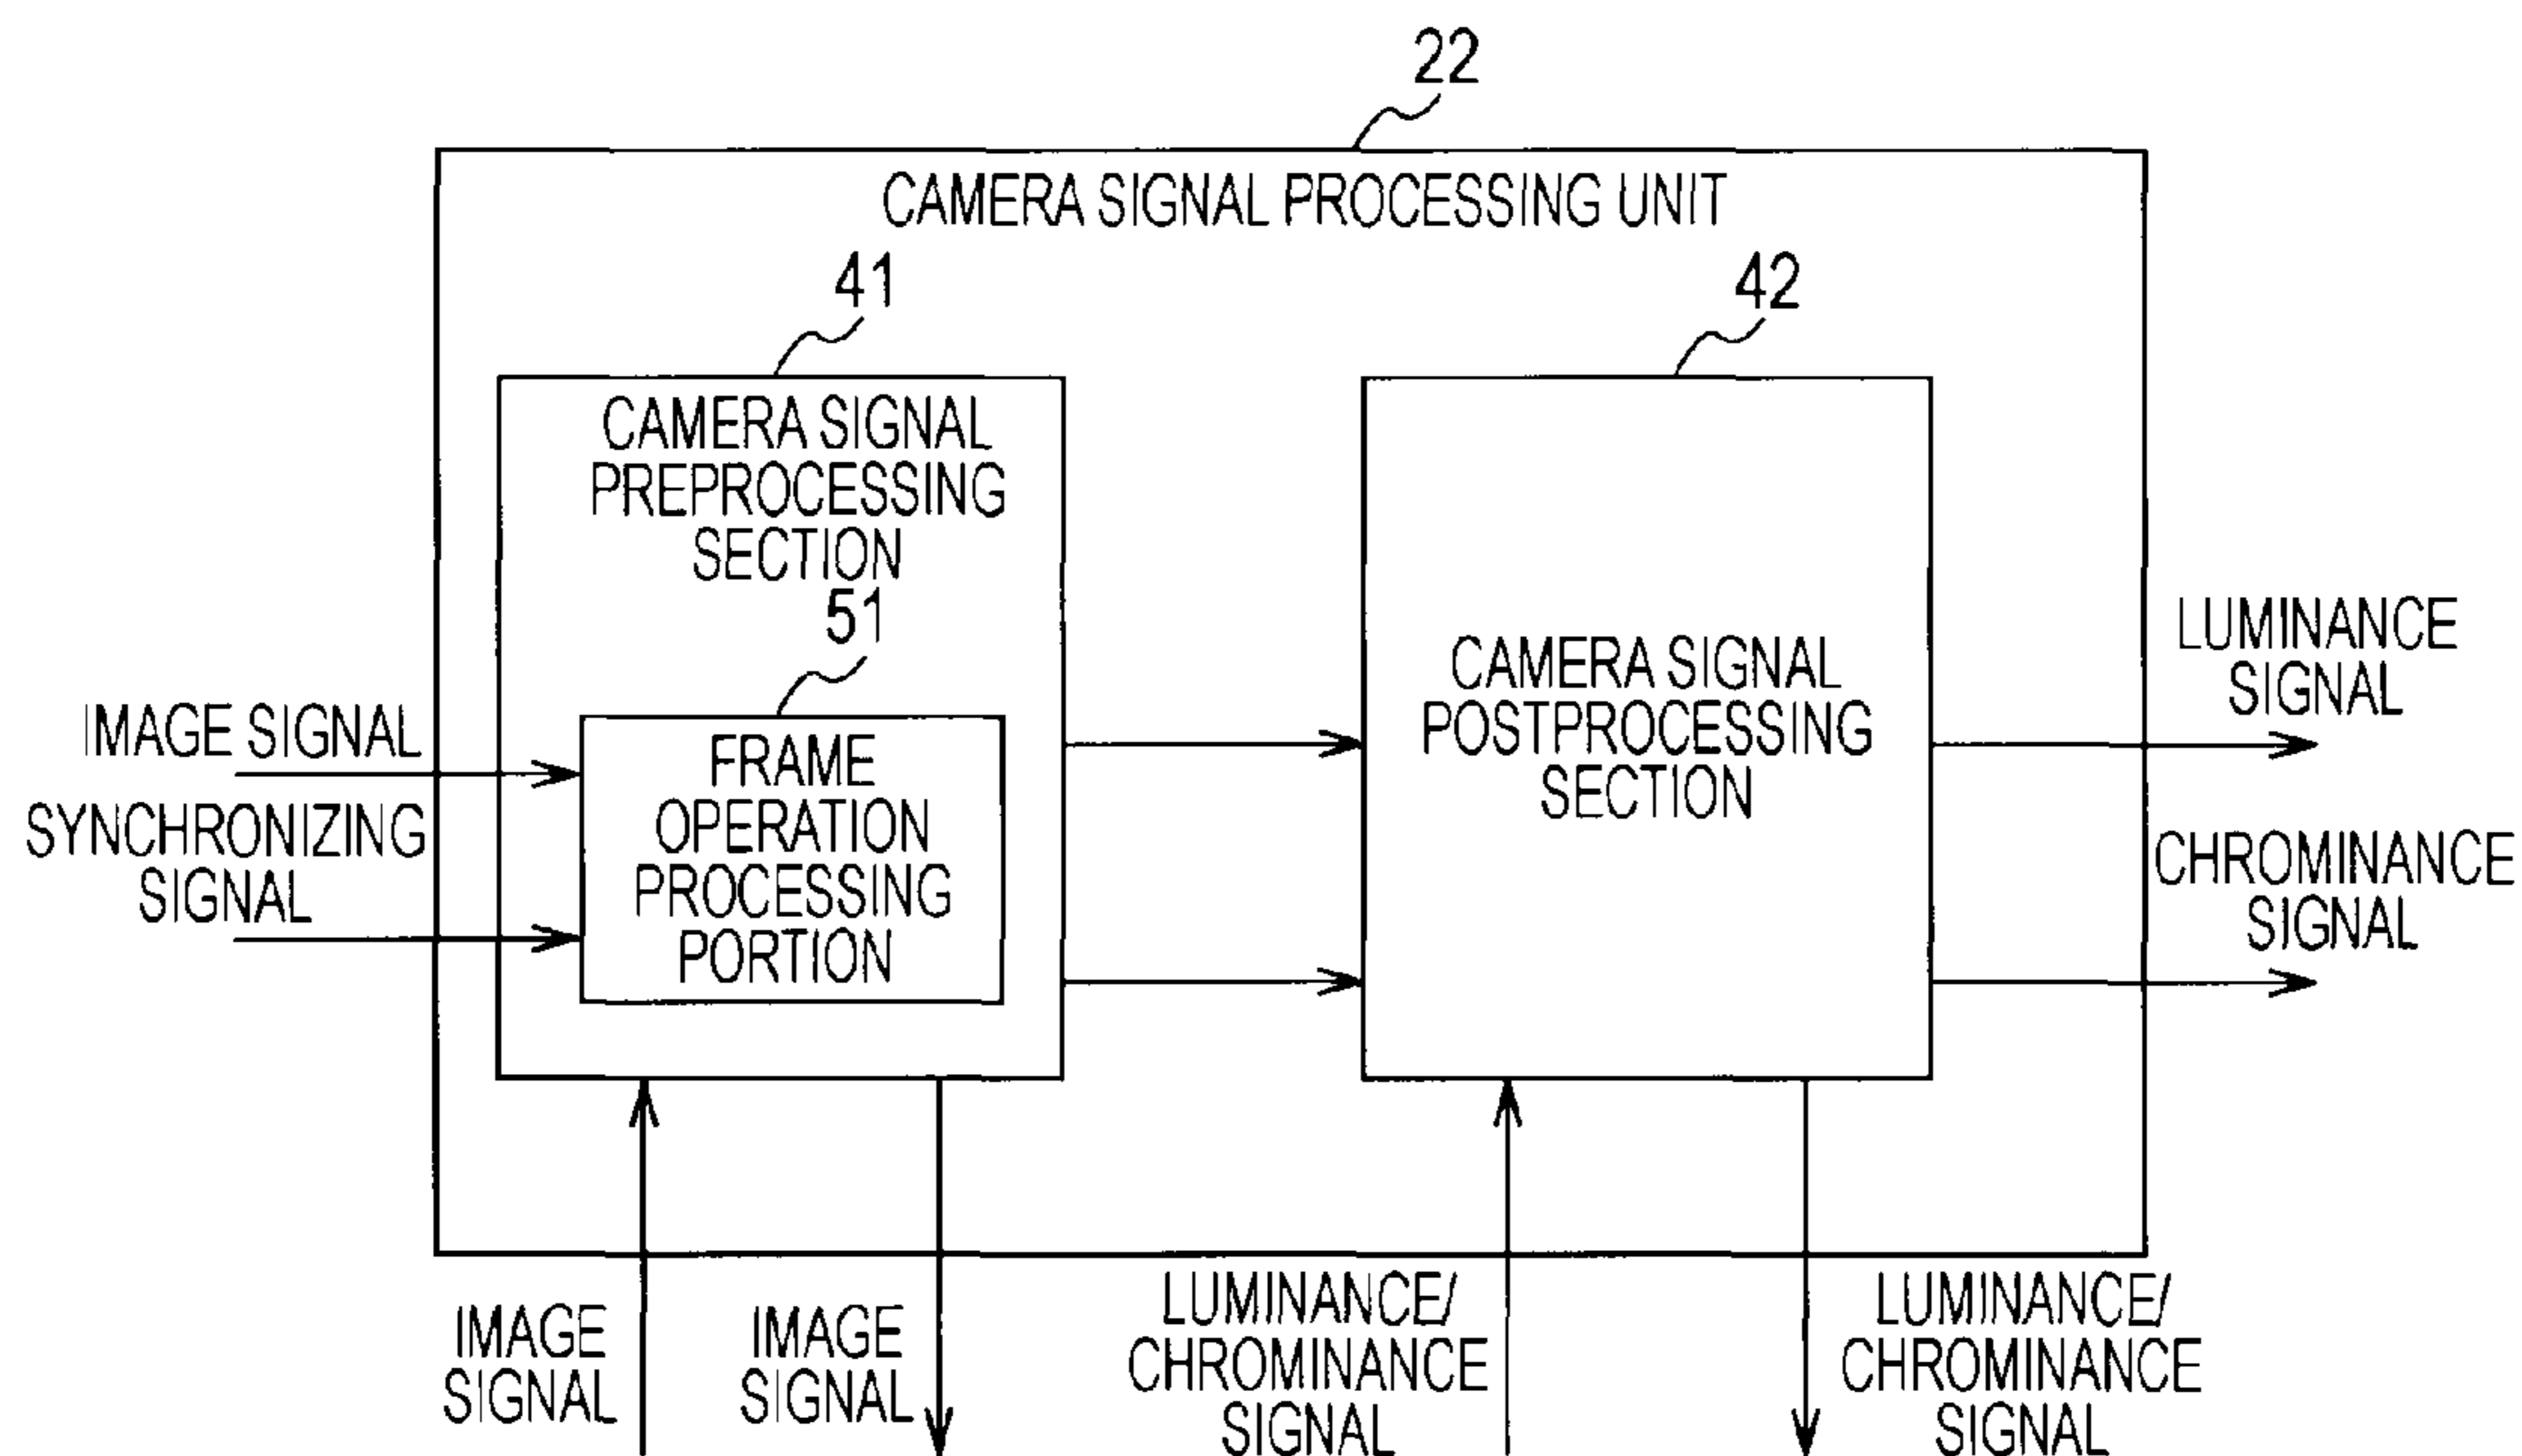 22
CAMERA SIGNAL PROCESSING UNIT
41
42
CAMERA SIGNAL
PREPROCESSING
SECTION
51
FRAME
OPERATION
PROCESSING
PORTION
IMAGE SIGNAL
SYNCHRONIZING
SIGNAL
CAMERA SIGNAL
POSTPROCESSING
SECTION
LUMINANCE
SIGNAL
CHROMINANCE
SIGNAL
IMAGE
SIGNAL
IMAGE
SIGNAL
LUMINANCE/
CHROMINANCE
SIGNAL
LUMINANCE/
CHROMINANCE
SIGNAL